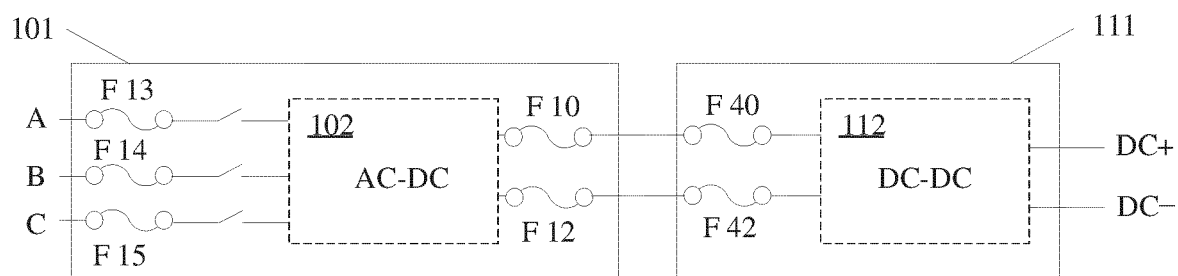 101
111
F 13
F 10
F 40
A
102
112
DC+
F 14
B
AC-DC
DC-DC
DC−
C
F 12
F 42
F 15